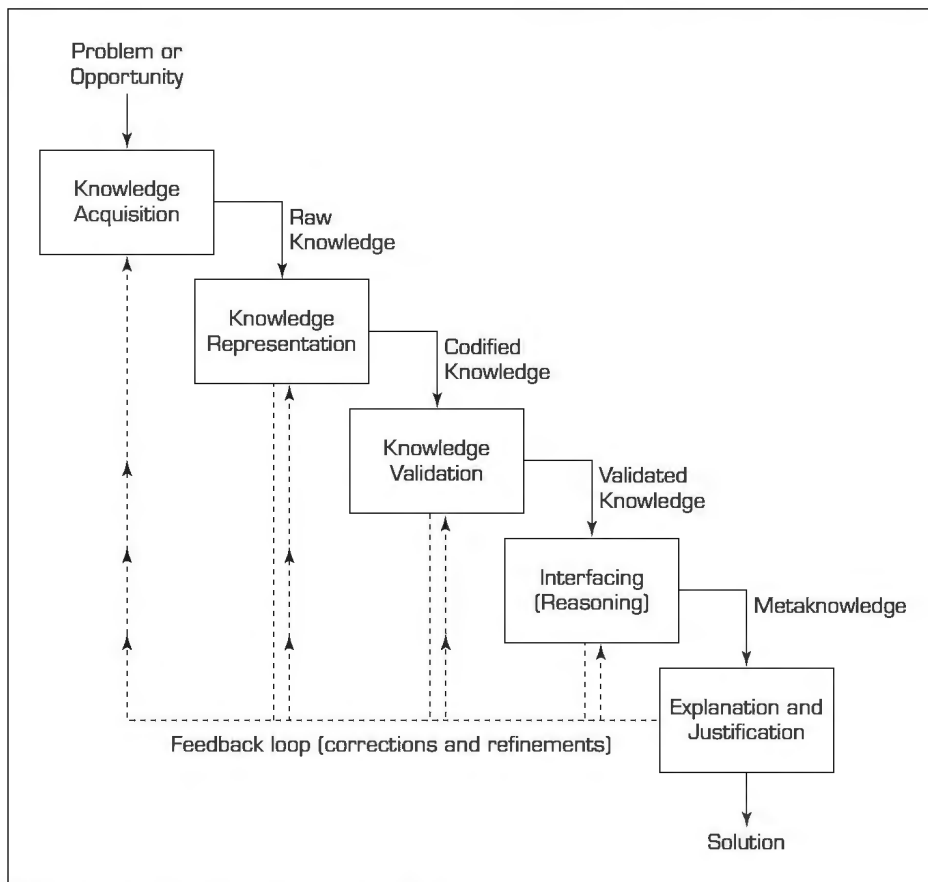 Problem or
Opportunity
Knowledge
Acquisition
Raw
Knowledge
Knowledge
Representation
Codified
Knowledge
Knowledge
Validation
Validated
Knowledge
Interfacing
(Reasoning)
Metaknowledge
Explanation and
Justification
Feedback loop (corrections and refinements)
Solution